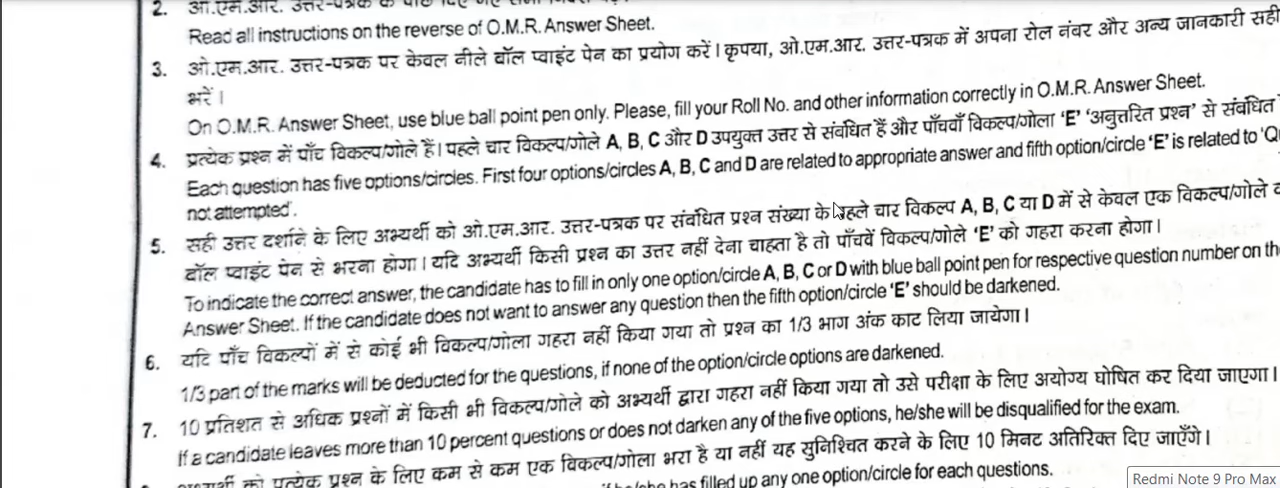 2. ओ.एम.आर. उत्तर-पत्रक के पीछे दिए गए
Read all instructions on the reverse of O.M.R. Answer Sheet.
3. ओ.एम.आर. उत्तर-पत्रक पर केवल नीले बॉल प्वाइंट पेन का प्रयोग करें। कृपया, ओ.एम.आर. उत्तर-पत्रक में अपना रोल नंबर और अन्य जानकारी सही
भरें।
On O.M.R. Answer Sheet, use blue ball point pen only. Please, fill your Roll No. and other information correctly in O.M.R. Answer Sheet.
4. प्रत्येक प्रश्न में पाँच विकल्प/गोले हैं। पहले चार विकल्प/गोले A, B, C और D उपयुक्त उत्तर से संबंधित हैं और पाँचवाँ विकल्प/गोला 'E' 'अनुत्तरित प्रश्न' से संबंधित
Each question has five options/circles. First four options/circles A, B, C and D are related to appropriate answer and fifth option/circle 'E' is related to
not attempted'.
5. सही उत्तर दर्शाने के लिए अभ्यर्थी को ओ.एम.आर. उत्तर-पत्रक पर संबंधित प्रश्न संख्या के पहले चार विकल्प A, B, C या D में से केवल एक विकल्प/गोले
बॉल प्वाइंट पेन से भरना होगा। यदि अभ्यर्थी किसी प्रश्न का उत्तर नहीं देना चाहता है तो पाँचवें विकल्प/गोले 'E' को गहरा करना होगा।
To indicate the correct answer, the candidate has to fill in only one option/circle A, B, C or D with blue ball point pen for respective question number on
Answer Sheet. If the candidate does not want to answer any question then the fifth option/circle 'E' should be darkened.
6. यदि पाँच विकल्पों में से कोई भी विकल्प/गोला गहरा नहीं किया गया तो प्रश्न का 1/3 भाग अंक काट लिया जायेगा।
1/3 part of the marks will be deducted for the questions, if none of the option/circle options are darkened.
7. 10 प्रतिशत से अधिक प्रश्नों में किसी भी विकल्प/गोले को अभ्यर्थी द्वारा गहरा नहीं किया गया तो उसे परीक्षा के लिए अयोग्य घोषित कर दिया जाएगा।
If a candidate leaves more than 10 percent questions or does not darken any of the five options, he/she will be disqualified for the exam.
अभ्यर्थी को प्रत्येक प्रश्न के लिए कम से कम एक विकल्प/गोला भरा है या नहीं यह सुनिश्चित करने के लिए 10 मिनट अतिरिक्त दिए जाएँगे।
he/she has filled up any one option/circle for each questions.
Redmi Note 9 Pro Max